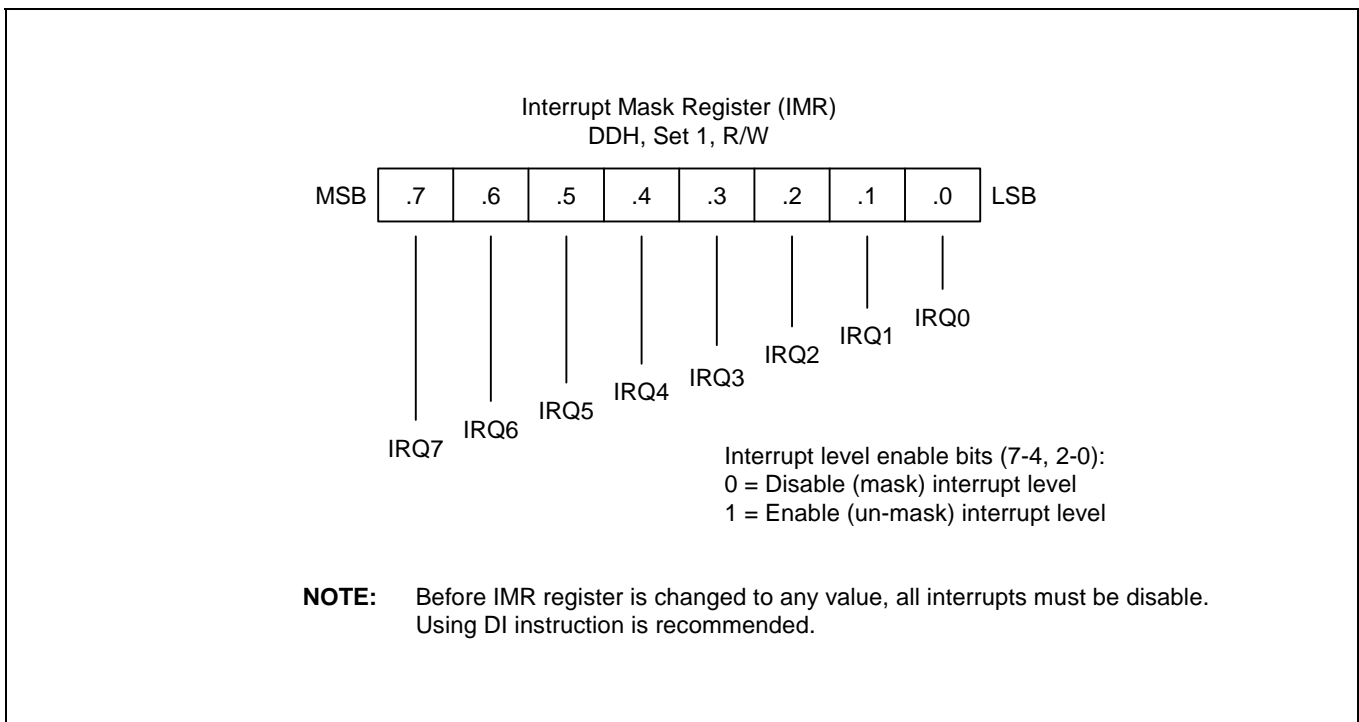 Interrupt Mask Register (IMR)
DDH, Set 1, R/W
MSB .7 .6 .5 .4 .3 .2 .1 .0 LSB
IRQ7 IRQ6 IRQ5 IRQ4 IRQ3 IRQ2 IRQ1 IRQ0
Interrupt level enable bits (7-4, 2-0):
0 = Disable (mask) interrupt level
1 = Enable (un-mask) interrupt level
NOTE: Before IMR register is changed to any value, all interrupts must be disable.
Using DI instruction is recommended.